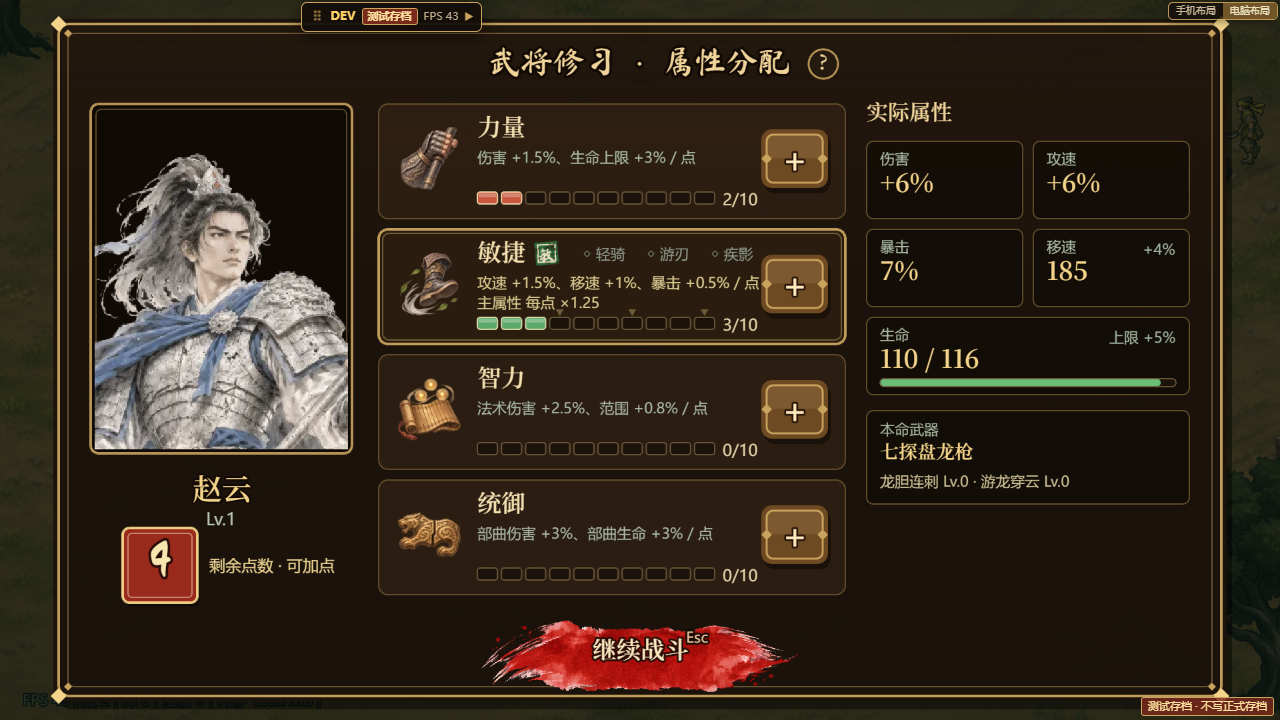 DEV 测试存档 FPS 43 ▶
手机布局 电脑布局
武将修习 · 属性分配 ?
赵云
Lv.1
4
剩余点数 · 可加点
力量
伤害 +1.5%、生命上限 +3% / 点
2/10
+
敏捷 敏 ◇ 轻骑 ◇ 游刃 ◇ 疾影
攻速 +1.5%、移速 +1%、暴击 +0.5% / 点
主属性 每点 ×1.25
3/10
+
智力
法术伤害 +2.5%、范围 +0.8% / 点
0/10
+
统御
部曲伤害 +3%、部曲生命 +3% / 点
0/10
+
实际属性
伤害
+6%
攻速
+6%
暴击
7%
移速 +4%
185
生命 上限 +5%
110 / 116
本命武器
七探盘龙枪
龙胆连刺 Lv.0 · 游龙穿云 Lv.0
继续战斗 Esc
FPS
测试存档 · 不写正式存档